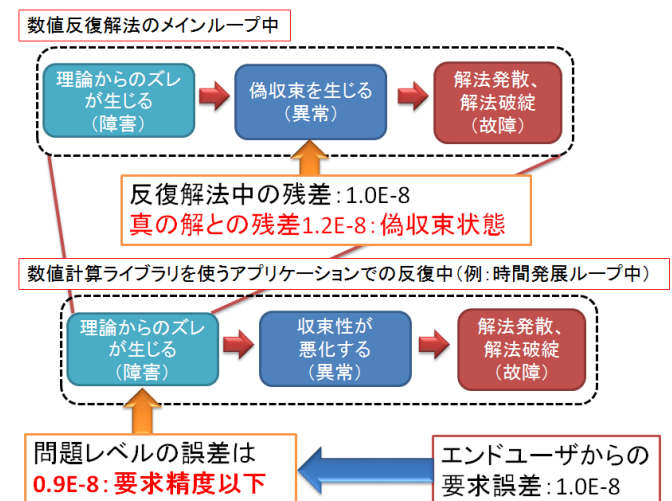 数値反復解法のメインループ中
理論からのズレ
が生じる
(障害)
偽収束を生じる
(異常)
解法発散、
解法破綻
(故障)
反復解法中の残差:1.0E-8
真の解との残差1.2E-8:偽収束状態
数値計算ライブラリを使うアプリケーションでの反復中(例:時間発展ループ中)
理論からのズレ
が生じる
(障害)
収束性が
悪化する
(異常)
解法発散、
解法破綻
(故障)
問題レベルの誤差は
0.9E-8:要求精度以下
エンドユーザからの
要求誤差:1.0E-8